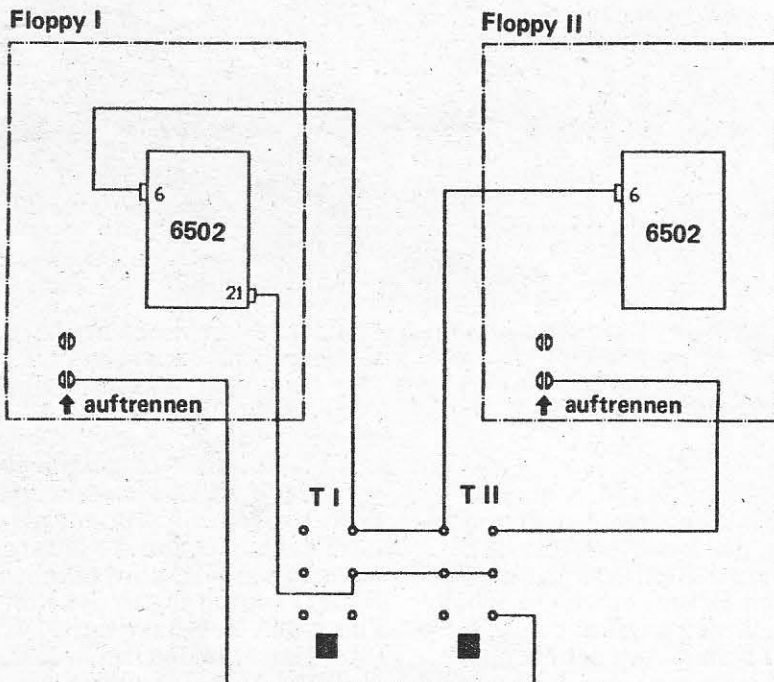 Floppy I
Floppy II
6
6502
21
auftrennen
6
6502
auftrennen
T I
T II